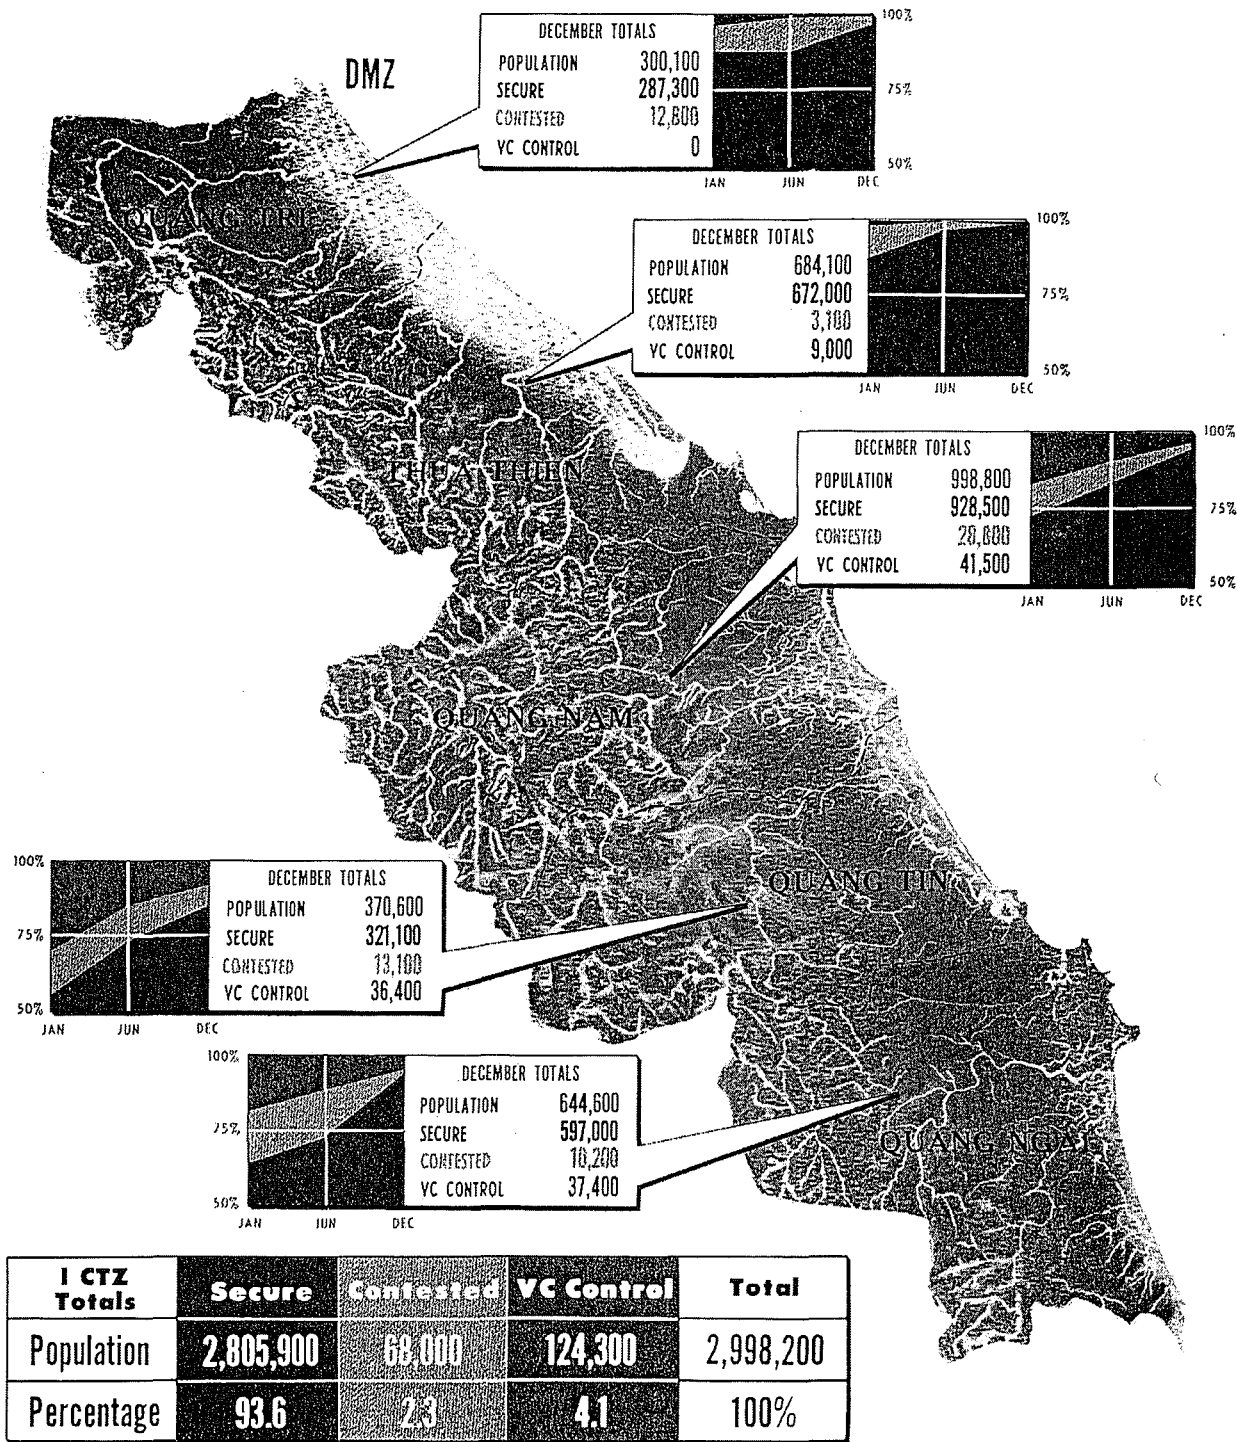 DMZ
DECEMBER TOTALS
POPULATION 300,100
SECURE 287,300
CONTESTED 12,800
VC CONTROL 0
100%
75%
50%
JAN JUN DEC
QUANG TRI
DECEMBER TOTALS
POPULATION 684,100
SECURE 672,000
CONTESTED 3,100
VC CONTROL 9,000
100%
75%
50%
JAN JUN DEC
THUA THIEN
DECEMBER TOTALS
POPULATION 998,800
SECURE 928,500
CONTESTED 28,800
VC CONTROL 41,500
100%
75%
50%
JAN JUN DEC
QUANG NAM
100%
75%
50%
JAN JUN DEC
DECEMBER TOTALS
POPULATION 370,600
SECURE 321,100
CONTESTED 13,100
VC CONTROL 36,400
QUANG TIN
100%
75%
50%
JAN JUN DEC
DECEMBER TOTALS
POPULATION 644,600
SECURE 597,000
CONTESTED 10,200
VC CONTROL 37,400
QUANG NGAI
I CTZ Totals Secure Contested VC Control Total
Population 2,805,900 68,000 124,300 2,998,200
Percentage 93.6 2.3 4.1 100%